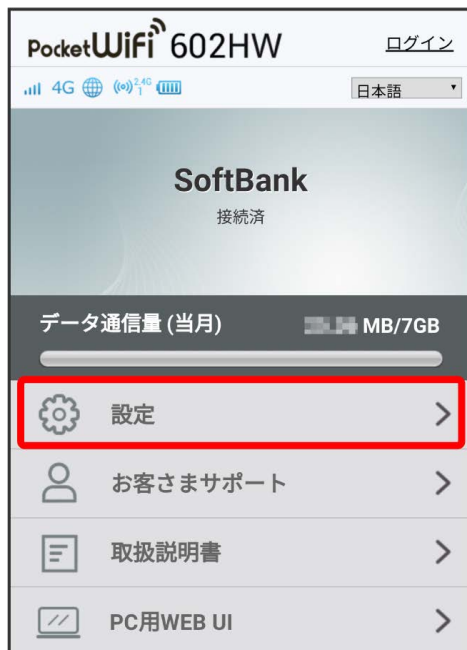 PocketWiFi 602HW ログイン
4G 2.4G 1 日本語
SoftBank
接続済
データ通信量 (当月) MB/7GB
設定
お客さまサポート
取扱説明書
PC用WEB UI